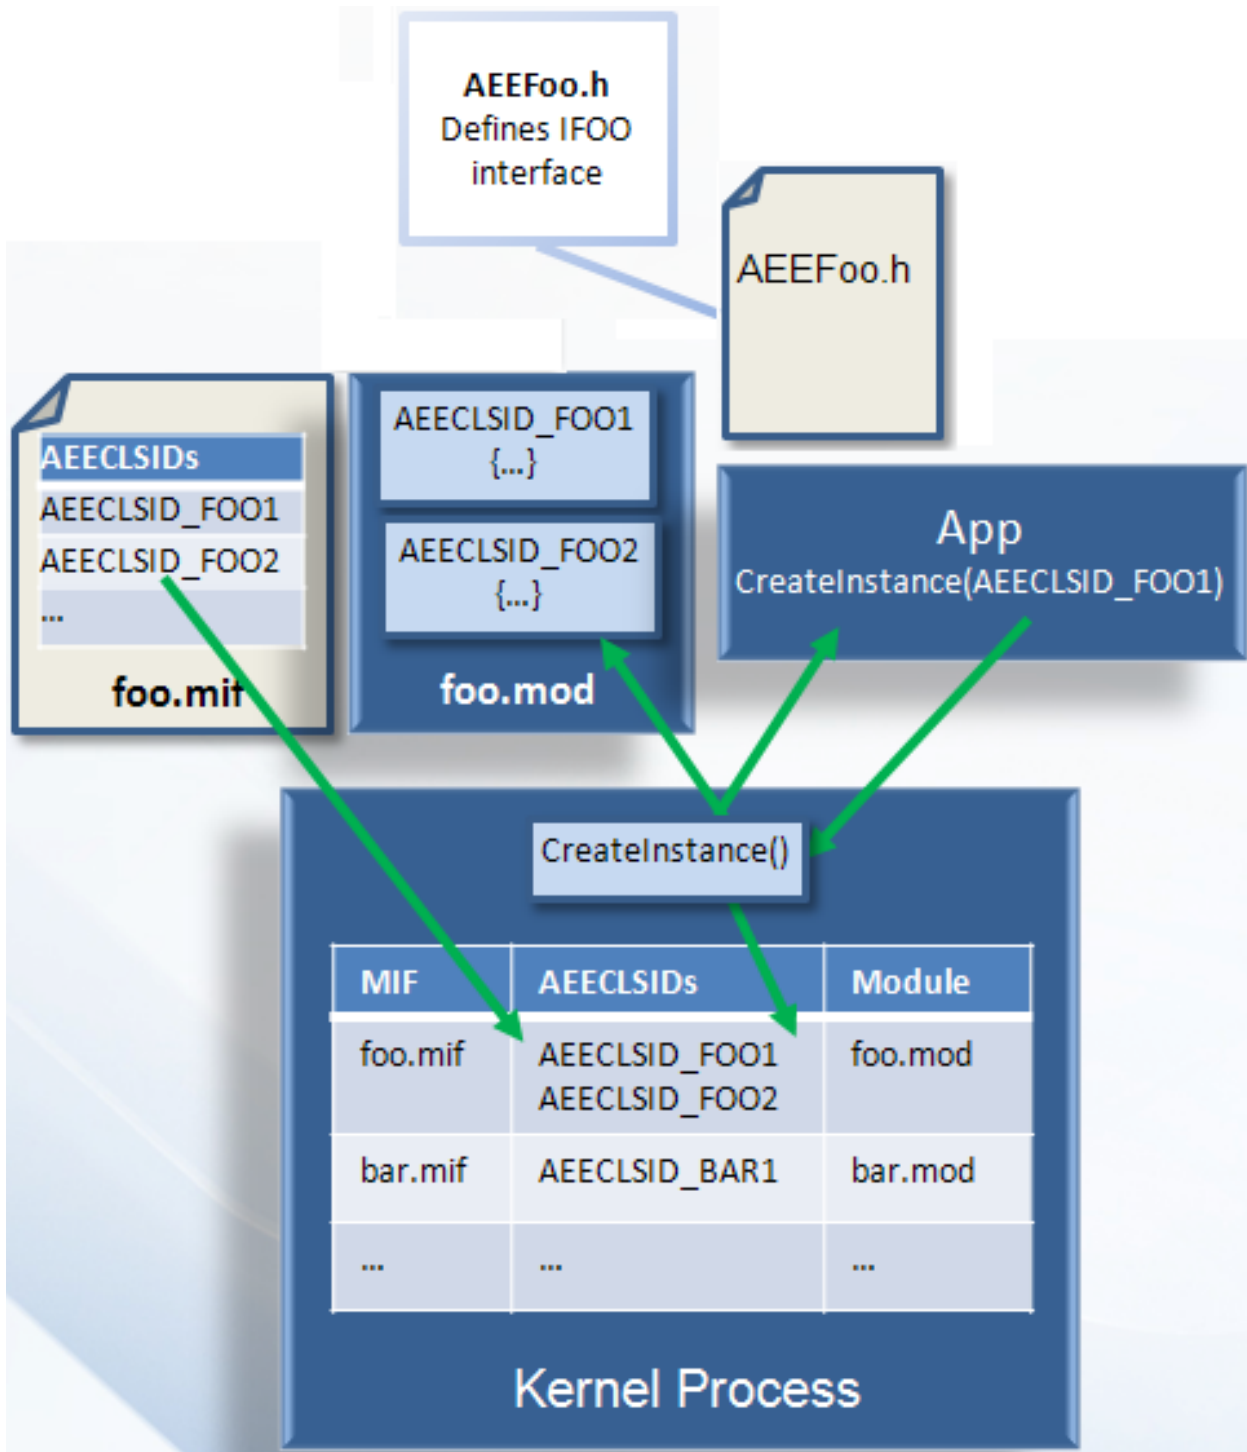 AEEFoo.h
Defines IFOO
interface
AEEFoo.h
AEECLSIDs
AEECLSID_FOO1
AEECLSID_FOO2
...
foo.mif
AEECLSID_FOO1
{...}
AEECLSID_FOO2
{...}
foo.mod
App
CreateInstance(AEECLSID_FOO1)
CreateInstance()
MIF AEECLSIDs Module
foo.mif AEECLSID_FOO1 foo.mod
AEECLSID_FOO2
bar.mif AEECLSID_BAR1 bar.mod
... ... ...
Kernel Process